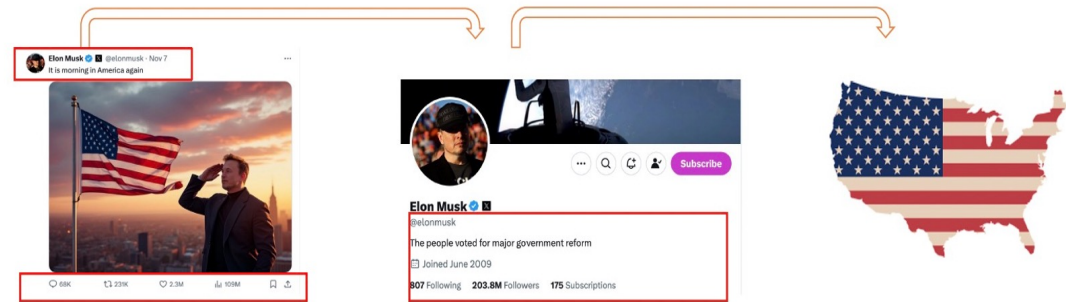 Elon Musk @elonmusk · Nov 7
It is morning in America again
68K 231K 2.3M 109M
Subscribe
Elon Musk
@elonmusk
The people voted for major government reform
Joined June 2009
807 Following 203.8M Followers 175 Subscriptions